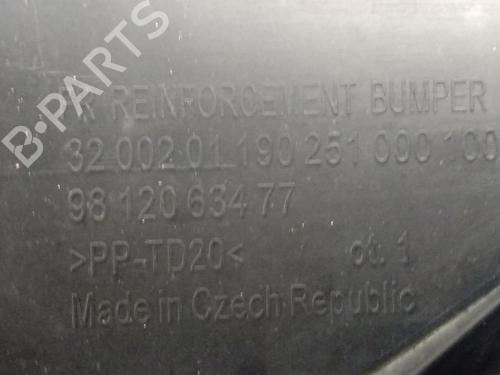 B-PARTS
REINFORCEMENT BUMPER
32 002 01 190 251 000 100
98 120 634 77
>PP-TD20< ot. 1
Made in Czech Republic